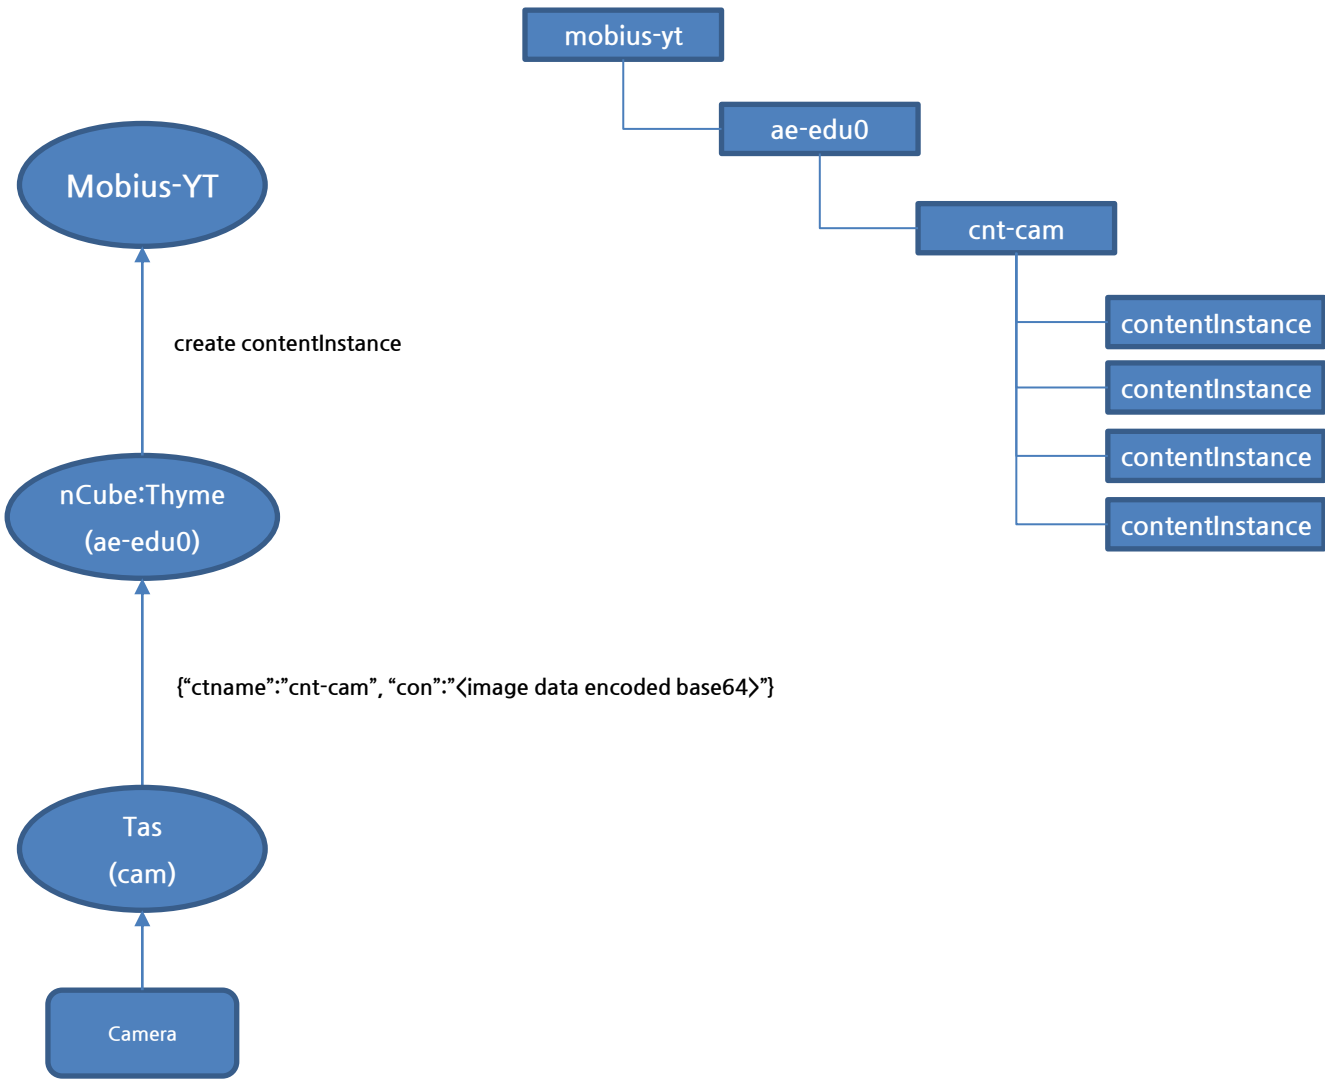 mobius-yt
ae-edu0
cnt-cam
contentInstance
contentInstance
contentInstance
contentInstance
Mobius-YT
create contentInstance
nCube:Thyme
(ae-edu0)
{“ctname”:”cnt-cam”, “con”:”<image data encoded base64>”}
Tas
(cam)
Camera